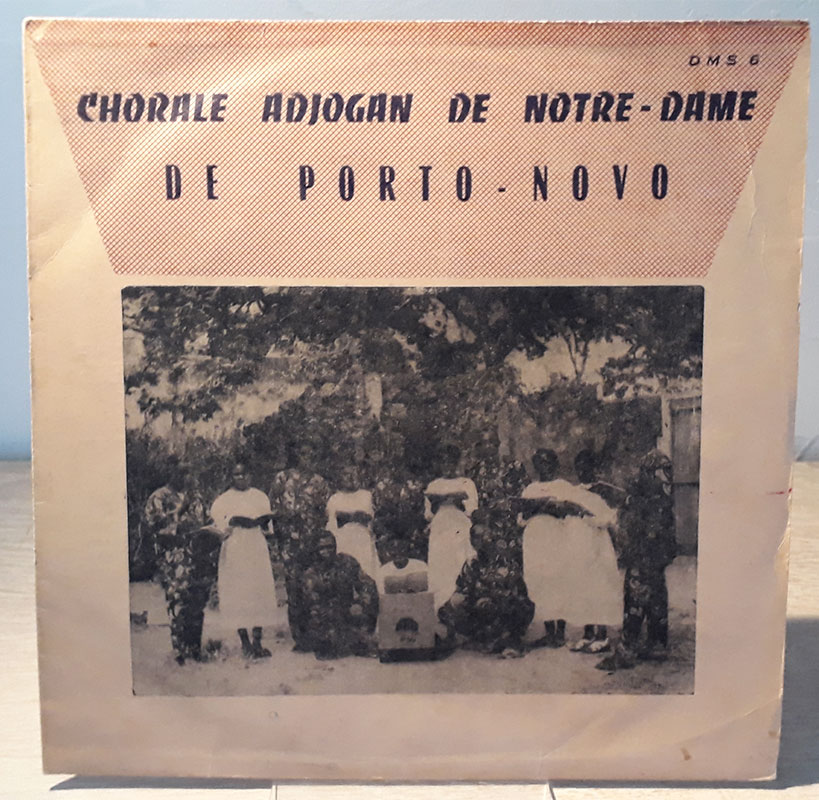 DMS 6
CHORALE ADJOGAN DE NOTRE-DAME
DE PORTO-NOVO